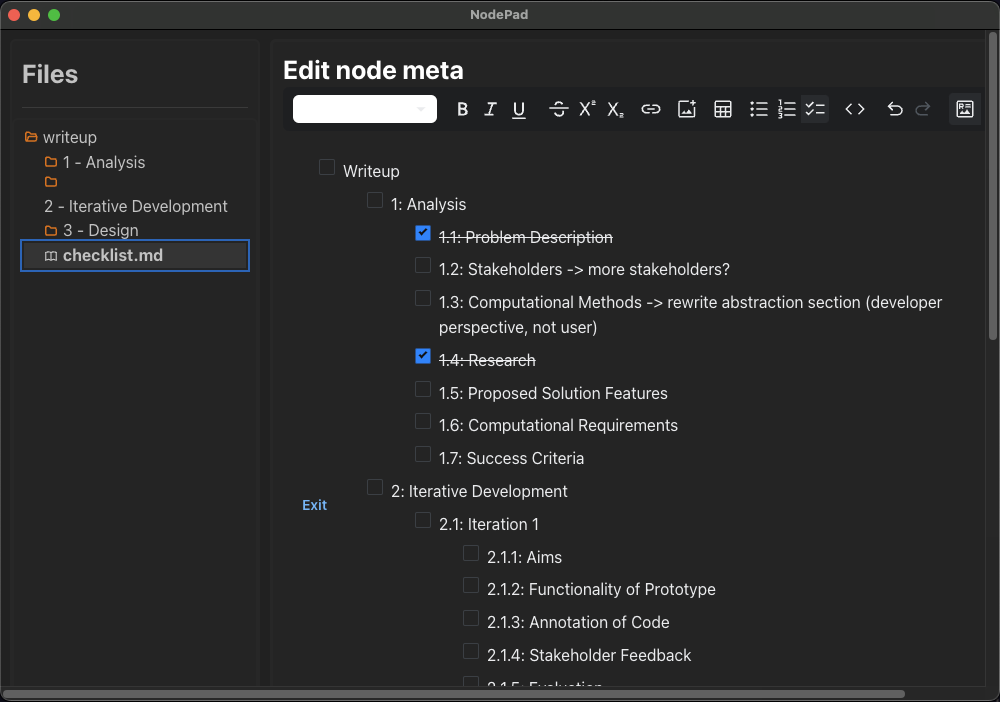 NodePad
Files
writeup
1 - Analysis
2 - Iterative Development
3 - Design
checklist.md
Edit node meta
Writeup
1: Analysis
1.1: Problem Description
1.2: Stakeholders -> more stakeholders?
1.3: Computational Methods -> rewrite abstraction section (developer
perspective, not user)
1.4: Research
1.5: Proposed Solution Features
1.6: Computational Requirements
1.7: Success Criteria
2: Iterative Development
Exit
2.1: Iteration 1
2.1.1: Aims
2.1.2: Functionality of Prototype
2.1.3: Annotation of Code
2.1.4: Stakeholder Feedback
2.1.5: Evaluation